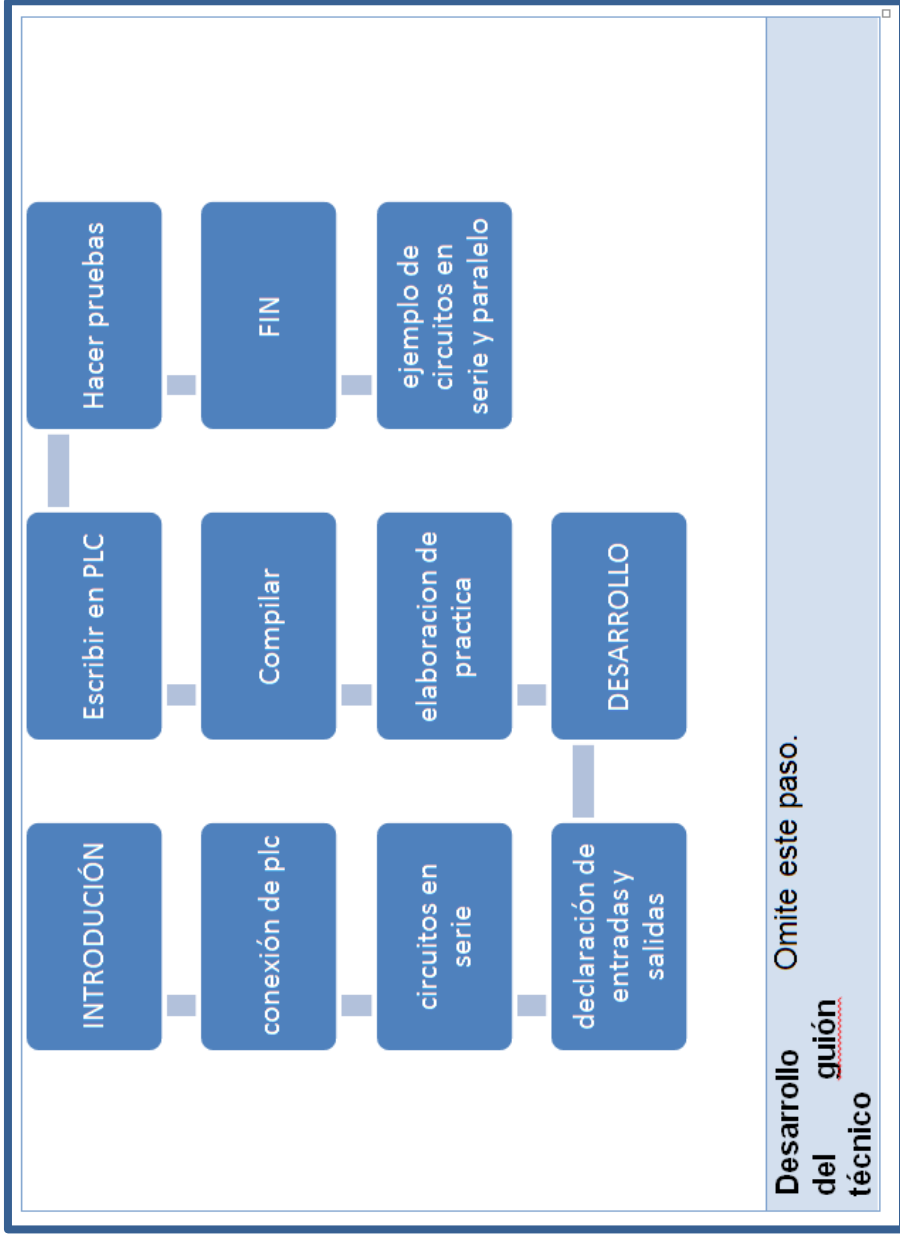 INTRODUCIÓN
conexión de plc
circuitos en
serie
declaración de
entradas y
salidas
DESARROLLO
elaboracion de
practica
Compilar
Escribir en PLC
Hacer pruebas
FIN
ejemplo de
circuitos en
serie y paralelo
Desarrollo
del guión
técnico
Omite este paso.